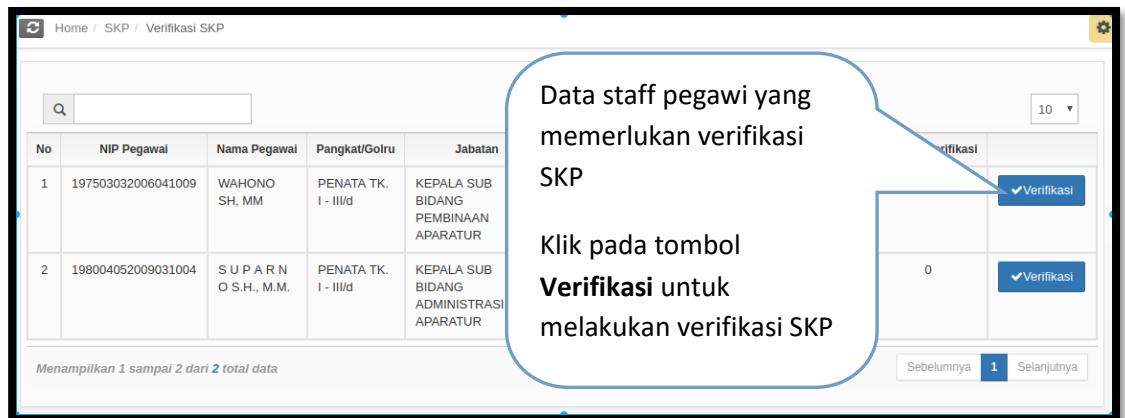 Home / SKP / Verifikasi SKP
10
No NIP Pegawai Nama Pegawai Pangkat/Golru Jabatan
1 197503032006041009 WAHONO SH, MM PENATA TK. I - III/d KEPALA SUB BIDANG PEMBINAAN APARATUR Verifikasi
2 198004052009031004 S U P A R N O S.H., M.M. PENATA TK. I - III/d KEPALA SUB BIDANG ADMINISTRASI APARATUR 0 Verifikasi
Menampilkan 1 sampai 2 dari 2 total data
Sebelumnya 1 Selanjutnya
Data staff pegawi yang
memerlukan verifikasi
SKP
Klik pada tombol
Verifikasi untuk
melakukan verifikasi SKP